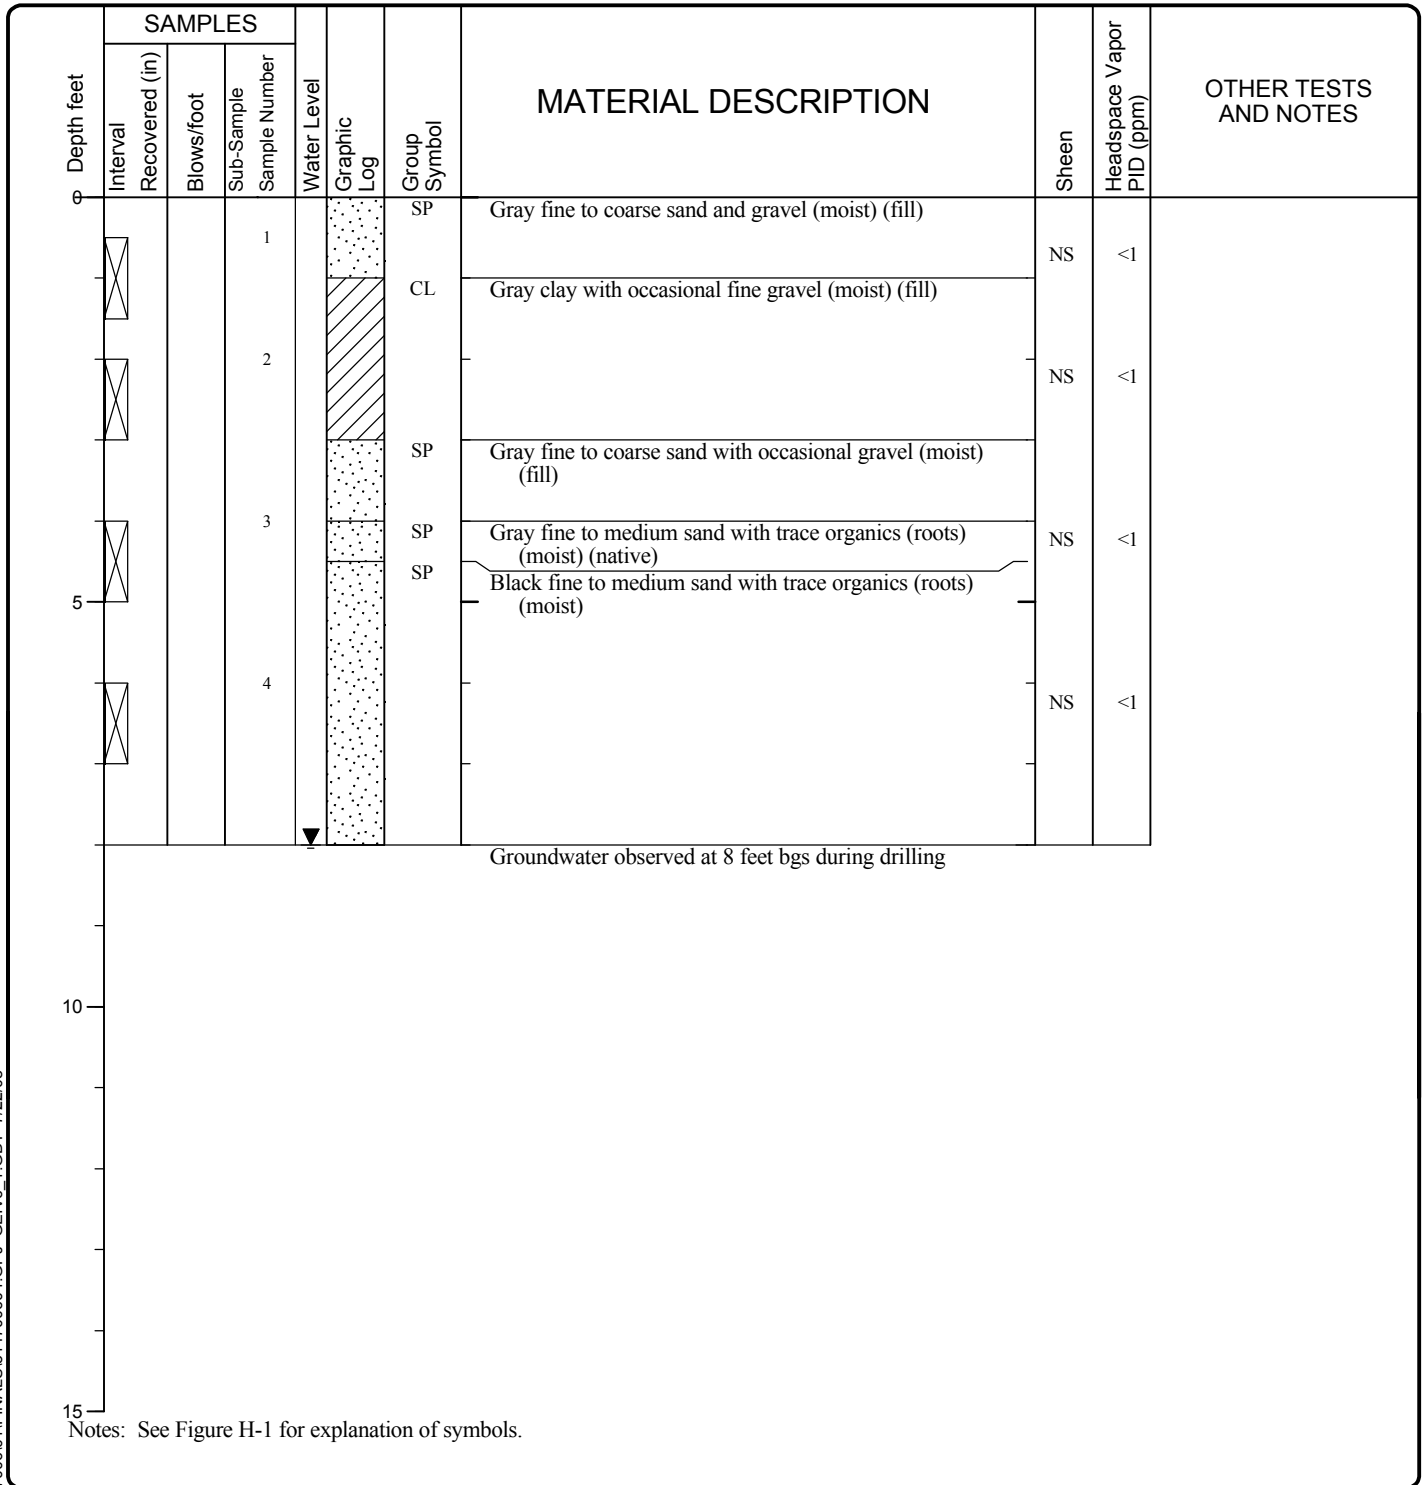 SAMPLES
Depth feet
Interval
Recovered (in)
Blows/foot
Sub-Sample
Sample Number
Water Level
Graphic
Log
Group
Symbol
MATERIAL DESCRIPTION
Sheen
Headspace Vapor
PID (ppm)
OTHER TESTS
AND NOTES
0
SP
Gray fine to coarse sand and gravel (moist) (fill)
1
NS <1
CL
Gray clay with occasional fine gravel (moist) (fill)
2
NS <1
SP
Gray fine to coarse sand with occasional gravel (moist)
(fill)
3
SP
Gray fine to medium sand with trace organics (roots)
(moist) (native)
NS <1
SP
Black fine to medium sand with trace organics (roots)
(moist)
5
4
NS <1
Groundwater observed at 8 feet bgs during drilling
10
15
Notes: See Figure H-1 for explanation of symbols.